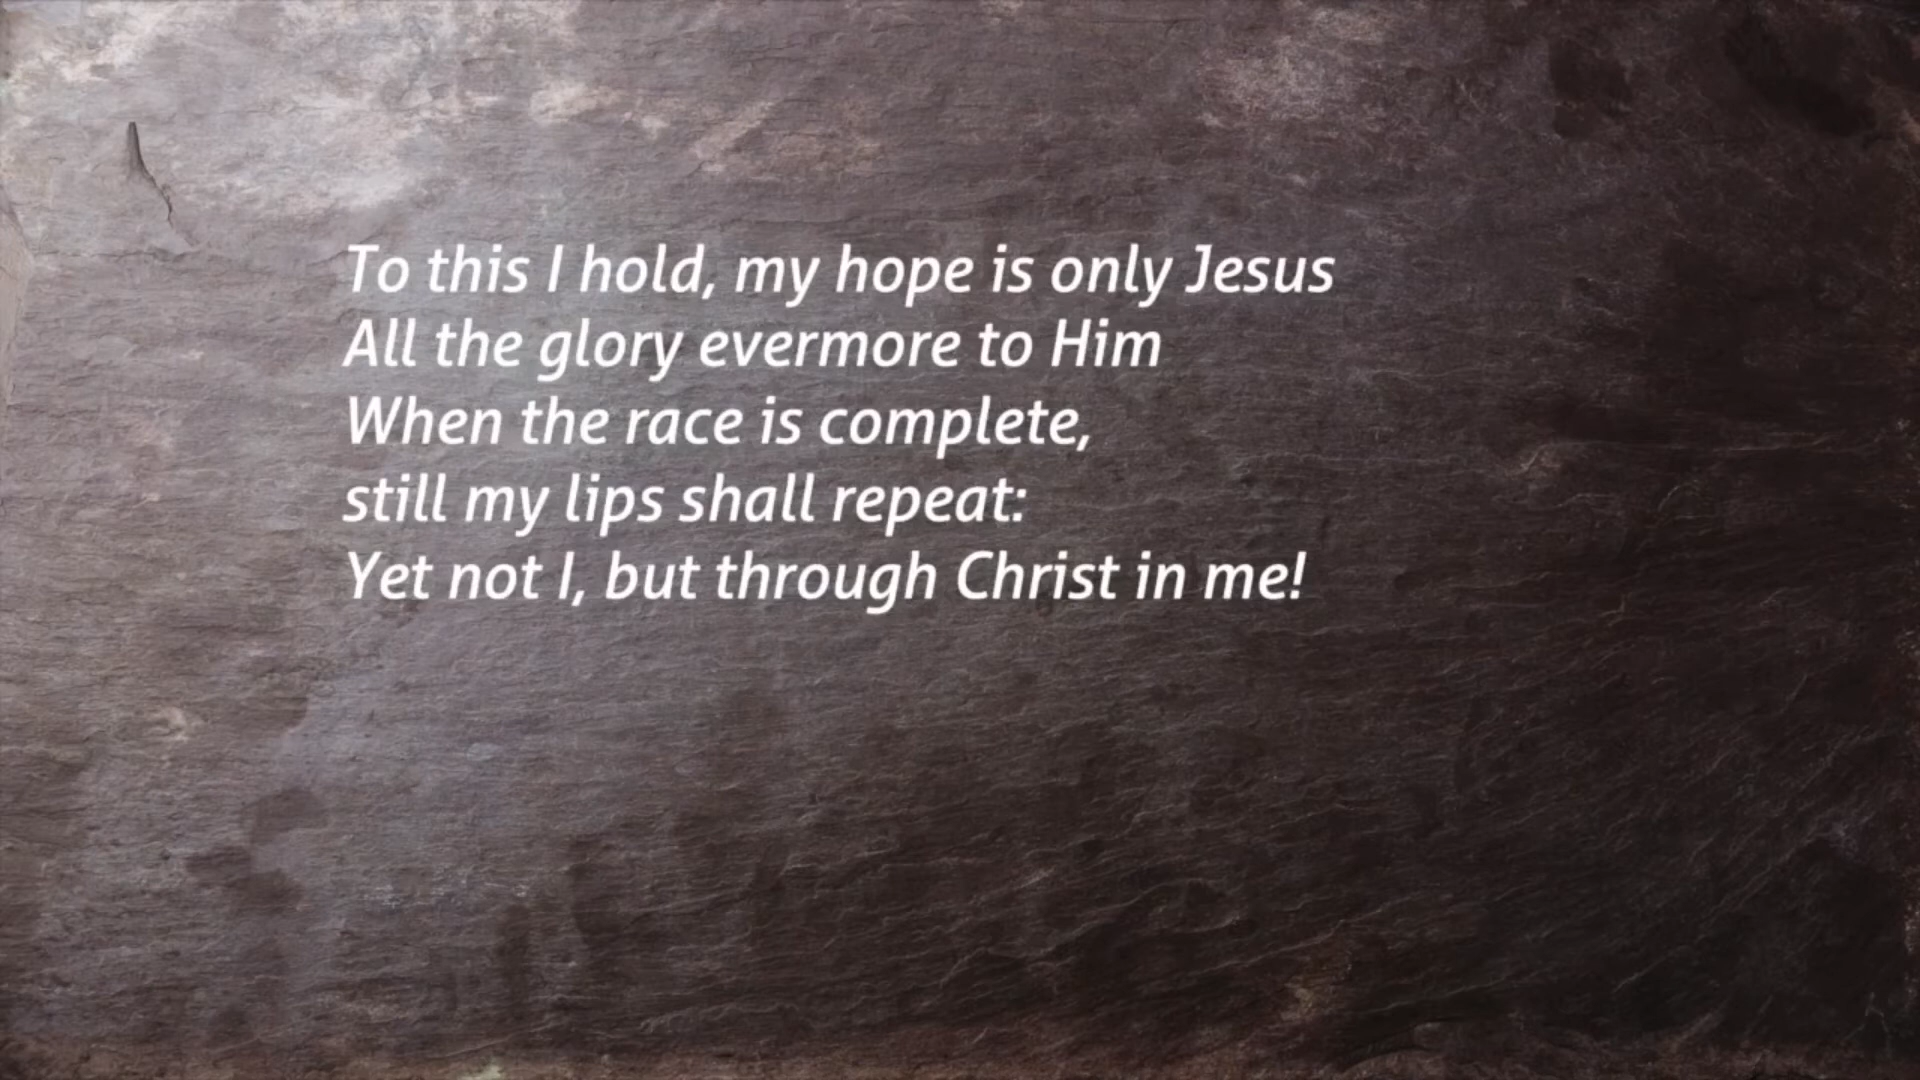 To this I hold, my hope is only Jesus
All the glory evermore to Him
When the race is complete,
still my lips shall repeat:
Yet not I, but through Christ in me!